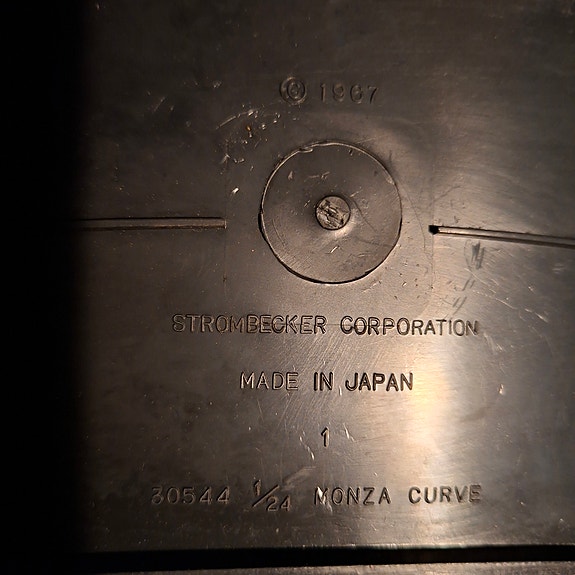 © 1967
STROMBECKER CORPORATION
MADE IN JAPAN
1
30544 1/24 MONZA CURVE